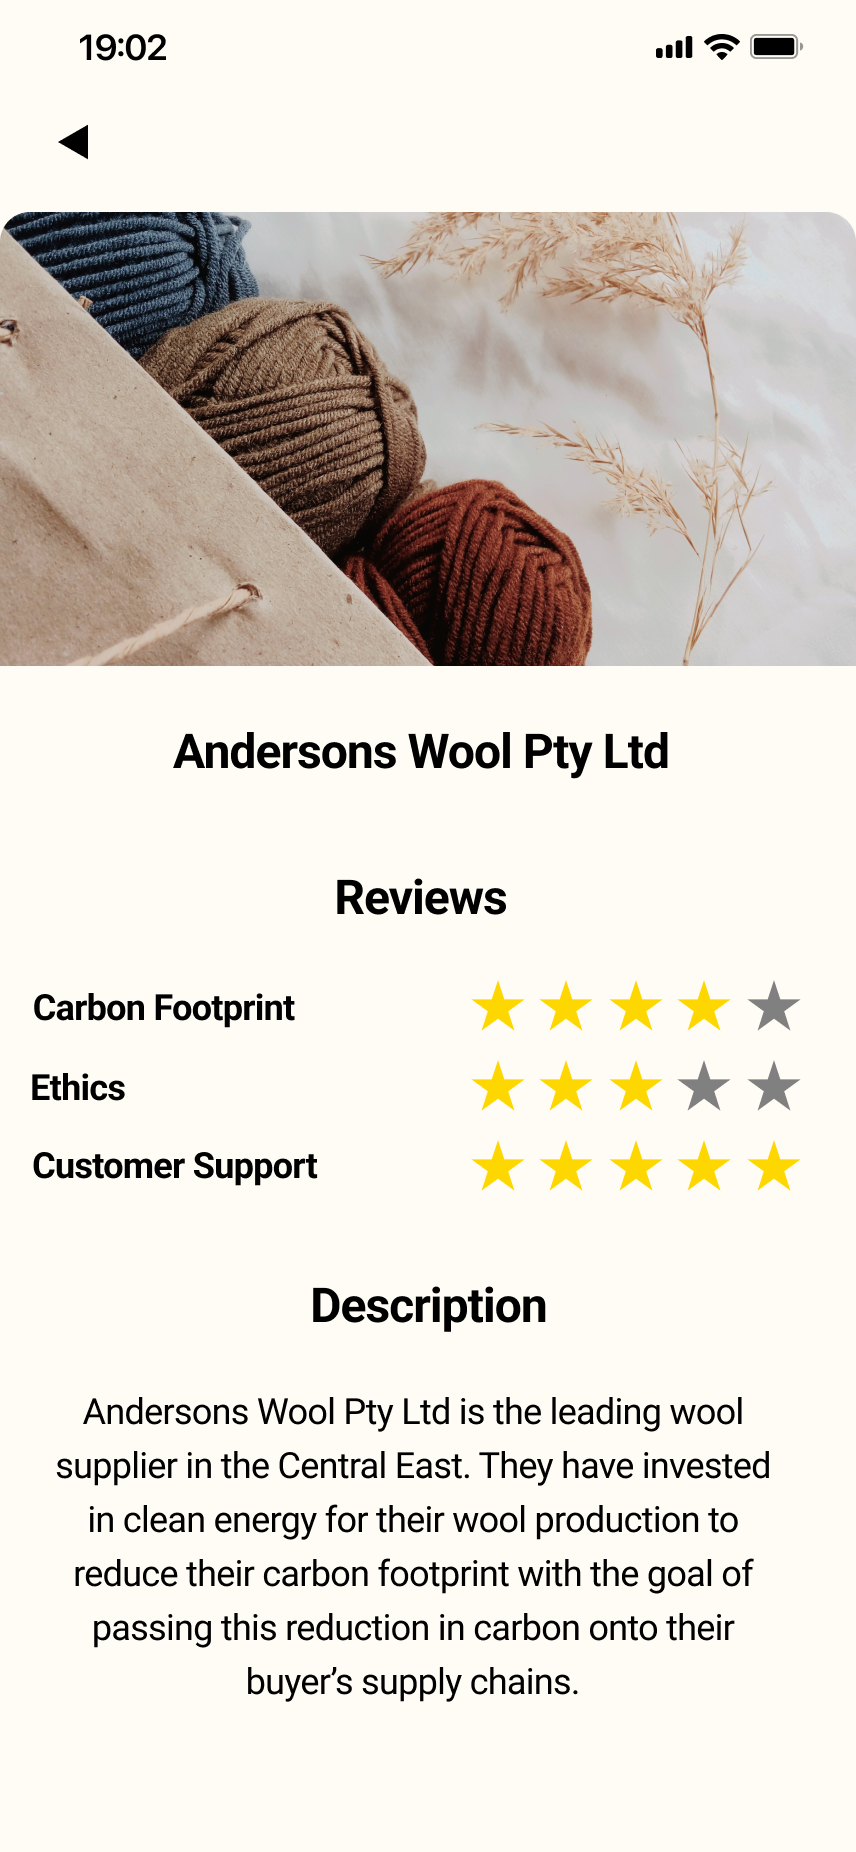 19:02
Andersons Wool Pty Ltd
Reviews
Carbon Footprint
Ethics
Customer Support
Description
Andersons Wool Pty Ltd is the leading wool
supplier in the Central East. They have invested
in clean energy for their wool production to
reduce their carbon footprint with the goal of
passing this reduction in carbon onto their
buyer’s supply chains.